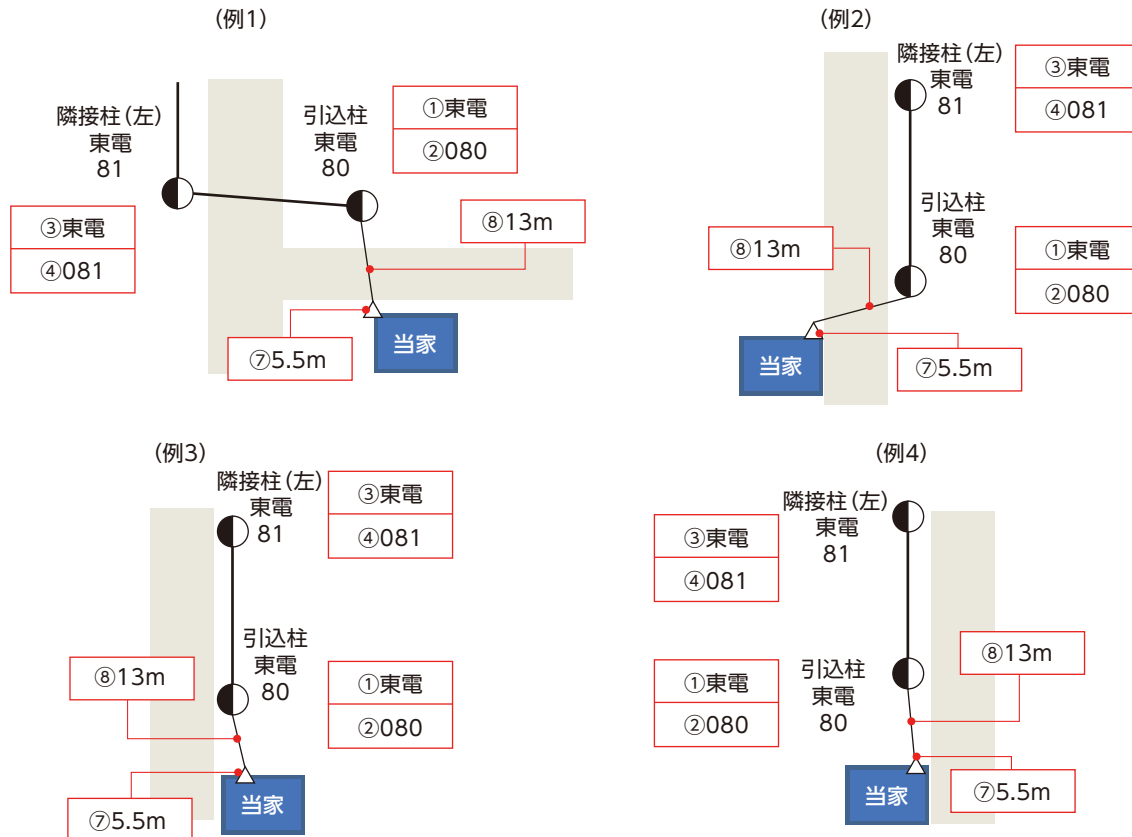 (例1)
隣接柱(左)
東電
81
引込柱
東電
80
①東電
②080
③東電
④081
⑧13m
⑦5.5m
当家
(例2)
隣接柱(左)
東電
81
③東電
④081
引込柱
東電
80
①東電
②080
⑧13m
⑦5.5m
当家
(例3)
隣接柱(左)
東電
81
③東電
④081
引込柱
東電
80
①東電
②080
⑧13m
⑦5.5m
当家
(例4)
隣接柱(左)
東電
81
③東電
④081
引込柱
東電
80
①東電
②080
⑧13m
⑦5.5m
当家